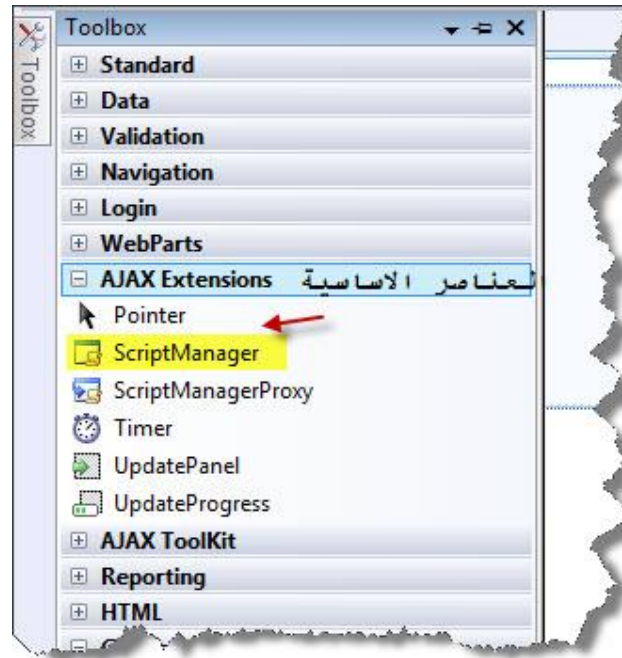 Toolbox
Toolbox
Standard
Data
Validation
Navigation
Login
WebParts
AJAX Extensions العناصر الاساسية
Pointer
ScriptManager
ScriptManagerProxy
Timer
UpdatePanel
UpdateProgress
AJAX ToolKit
Reporting
HTML